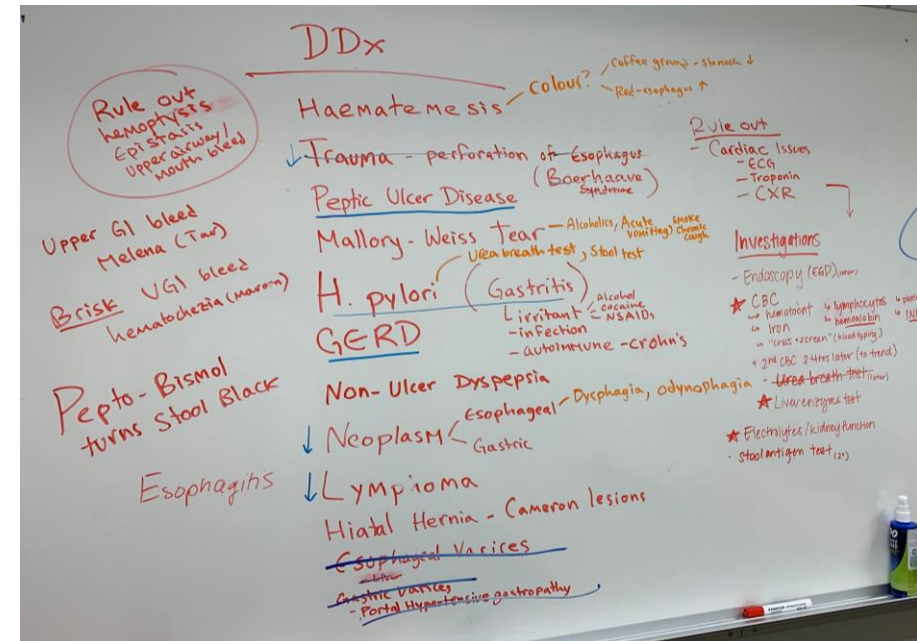 DDx
Rule out
hemoptysis
Epistaxis
Upper airway/
Mouth bleed
Upper GI bleed
Melena (Tar)
Brisk UGI bleed
hematochezia (maroon)
Pepto-Bismol
turns Stool Black
Esophagitis
Haematemesis
Colour?
Coffee ground - stomach ↓
Red-esophagus ↑
↓ Trauma - perforation of Esophagus
(Boerhaave
Syndrome)
Peptic Ulcer Disease
Mallory-Weiss Tear - Alcoholics, Acute
vomiting)
smoke
chronic
cough
Urea breath test, Stool test
H. pylori (Gastritis)
irritant
Alcohol
cocaine
NSAIDs
-infection
-autoimmune -crohn's
GERD
Non-Ulcer Dyspepsia
↓ Neoplasm
Esophageal
Dysphagia, odynophagia
Gastric
↓ Lympioma
Hiatal Hernia - Cameron lesions
Esophageal Varices
Gastric Varices
- Portal Hypertensive gastropathy
Rule out
- Cardiac Issues
- ECG
- Troponin
- CXR
Investigations
- Endoscopy (EGD) (later)
★ CBC
↳ lymphocytes
↳ hemoglobin
↳ Iron
↳ "cross + screen" (blood typing)
+ 2nd CBC 24hrs later (to trend)
- Urea breath test (later)
★ Liver enzyme test
★ Electrolytes/kidney function
- Stool antigen test